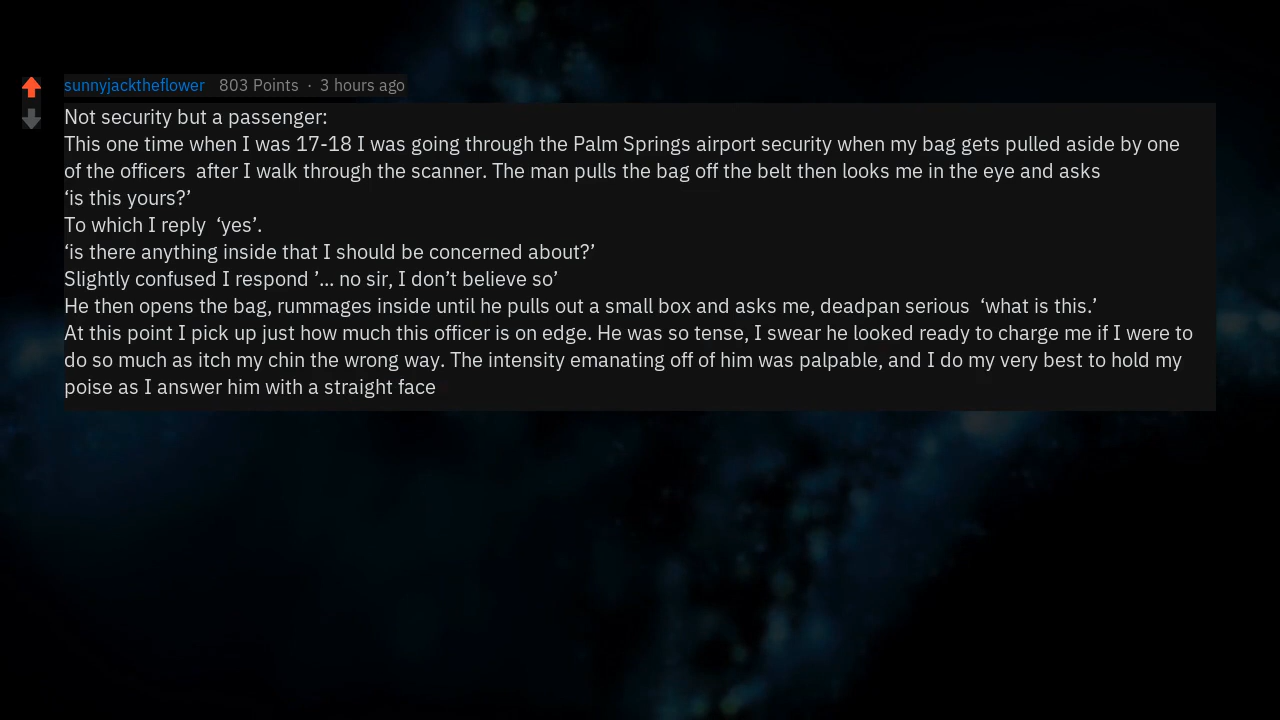 sunnyjacktheflower 803 Points · 3 hours ago
Not security but a passenger:
This one time when I was 17-18 I was going through the Palm Springs airport security when my bag gets pulled aside by one
of the officers  after I walk through the scanner. The man pulls the bag off the belt then looks me in the eye and asks
‘is this yours?’
To which I reply  ‘yes’.
‘is there anything inside that I should be concerned about?’
Slightly confused I respond ’... no sir, I don’t believe so’
He then opens the bag, rummages inside until he pulls out a small box and asks me, deadpan serious  ‘what is this.’
At this point I pick up just how much this officer is on edge. He was so tense, I swear he looked ready to charge me if I were to
do so much as itch my chin the wrong way. The intensity emanating off of him was palpable, and I do my very best to hold my
poise as I answer him with a straight face